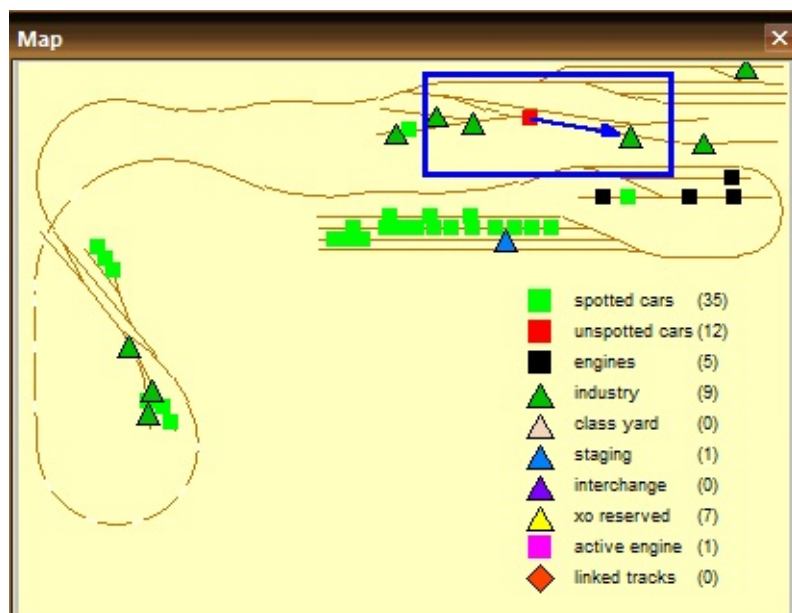 Map
spotted cars (35)
unspotted cars (12)
engines (5)
industry (9)
class yard (0)
staging (1)
interchange (0)
xo reserved (7)
active engine (1)
linked tracks (0)